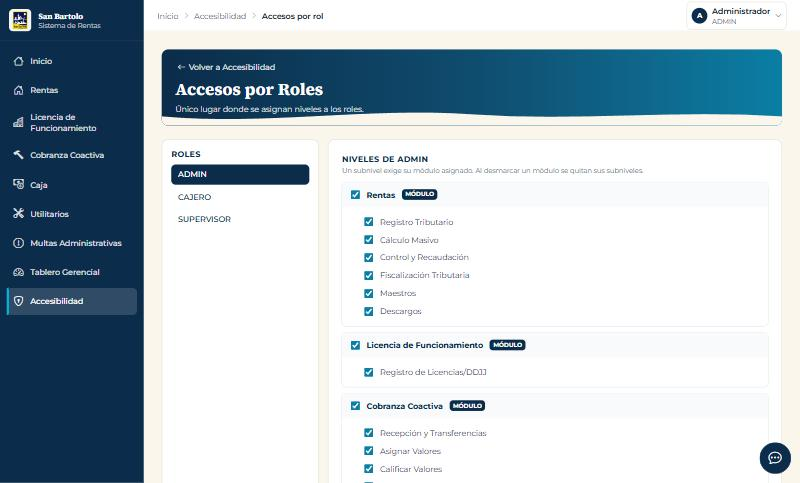 San Bartolo
Sistema de Rentas
Inicio
Rentas
Licencia de
Funcionamiento
Cobranza Coactiva
Caja
Utilitarios
Multas Administrativas
Tablero Gerencial
Accesibilidad
Inicio > Accesibilidad > Accesos por rol
A
Administrador
ADMIN
← Volver a Accesibilidad
Accesos por Roles
Único lugar donde se asignan niveles a los roles.
ROLES
ADMIN
CAJERO
SUPERVISOR
NIVELES DE ADMIN
Un subnivel exige su módulo asignado. Al desmarcar un módulo se quitan sus subniveles.
Rentas MÓDULO
Registro Tributario
Cálculo Masivo
Control y Recaudación
Fiscalización Tributaria
Maestros
Descargos
Licencia de Funcionamiento MÓDULO
Registro de Licencias/DDJJ
Cobranza Coactiva MÓDULO
Recepción y Transferencias
Asignar Valores
Calificar Valores